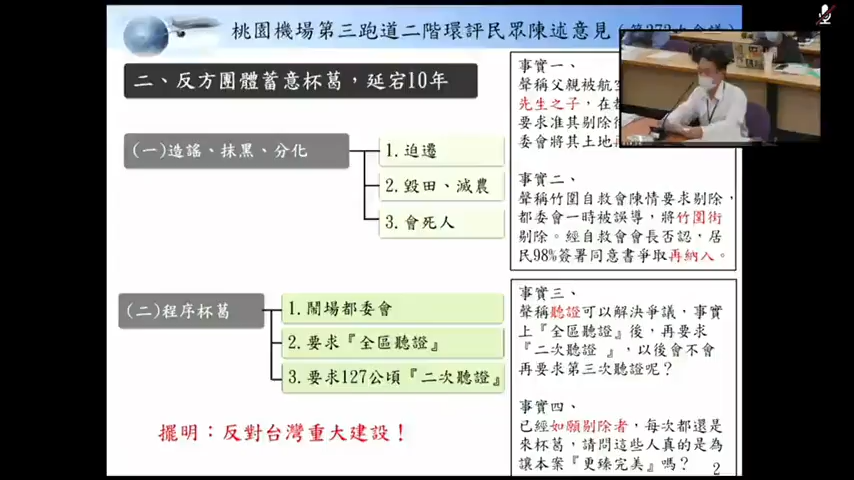 桃園機場第三跑道二階環評民眾陳述意見
二、反方團體蓄意杯葛，延宕10年
(一)造謠、抹黑、分化
1.迫遷
2.毀田、滅農
3.會死人
(二)程序杯葛
1.鬧場都委會
2.要求『全區聽證』
3.要求127公頃『二次聽證』
擺明：反對台灣重大建設！
事實一、
聲稱父親被航空
先生之子，在
要求准其剔除
委會將其土地
事實二、
聲稱竹圍自救會陳情要求剔除，
都委會一時被誤導，將竹圍街
剔除。經自救會會長否認，居
民98%簽署同意書爭取再納入。
事實三、
聲稱聽證可以解決爭議，事實
上『全區聽證』後，再要求
『二次聽證 』，以後會不會
再要求第三次聽證呢？
事實四、
已經如願剔除者，每次都還是
來杯葛，請問這些人真的是為
讓本案『更臻完美』嗎？
2